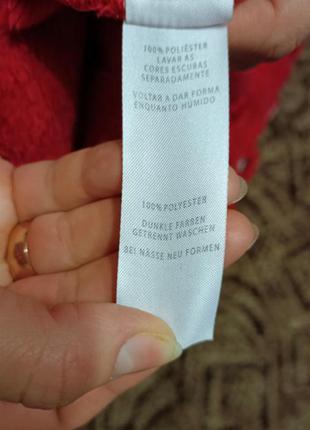 100% POLIÉSTER
LAVAR AS
CORES ESCURAS
SEPARADAMENTE
VOLTAR A DAR FORMA
ENQUANTO HÚMIDO
100% POLYESTER
DUNKLE FARBEN
GETRENNT WASCHEN
BEI NÄSSE NEU FORMEN